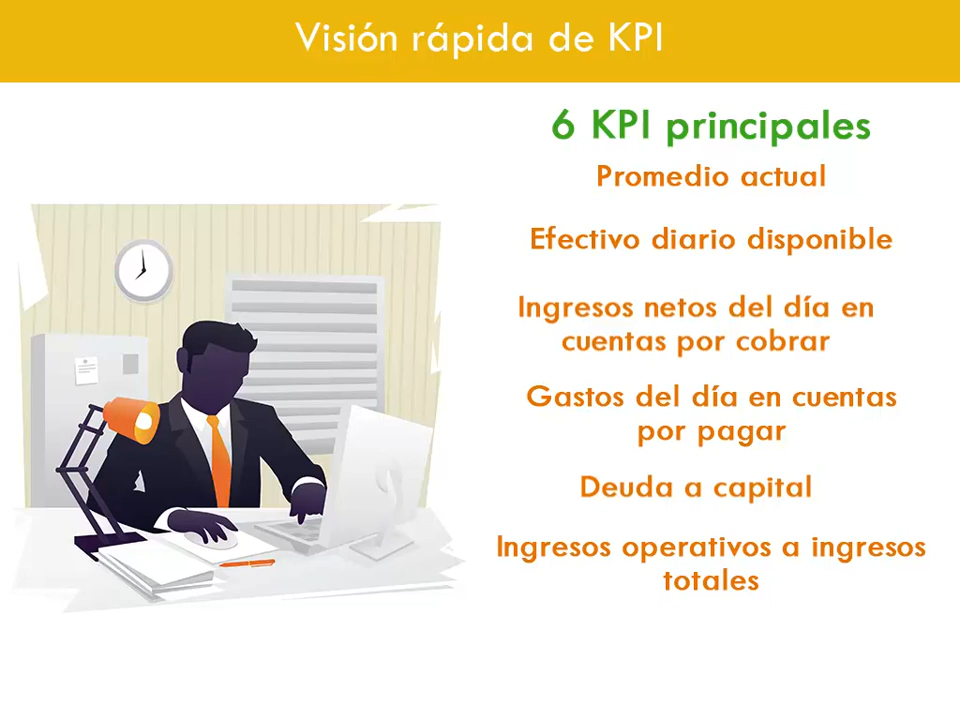 Visión rápida de KPI
6 KPI principales
Promedio actual
Efectivo diario disponible
Ingresos netos del día en
cuentas por cobrar
Gastos del día en cuentas
por pagar
Deuda a capital
Ingresos operativos a ingresos
totales